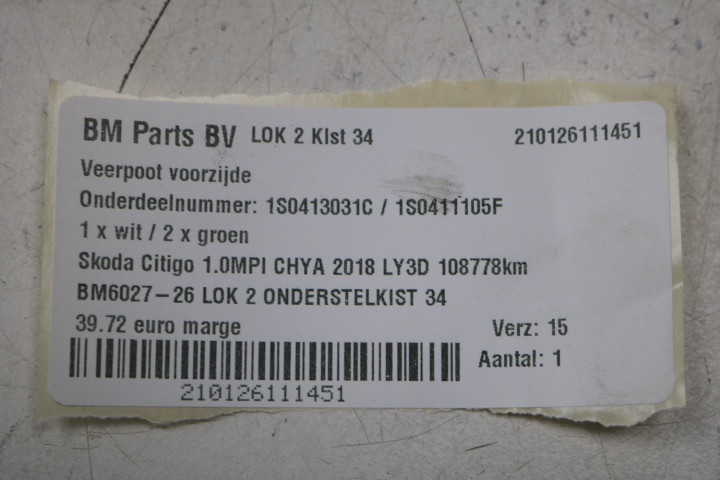 BM Parts BV LOK 2 Klst 34 210126111451
Veerpoot voorzijde
Onderdeelnummer: 1S0413031C / 1S0411105F
1 x wit / 2 x groen
Skoda Citigo 1.0MPI CHYA 2018 LY3D 108778km
BM6027-26 LOK 2 ONDERSTELKIST 34
39.72 euro marge Verz: 15
Aantal: 1
210126111451